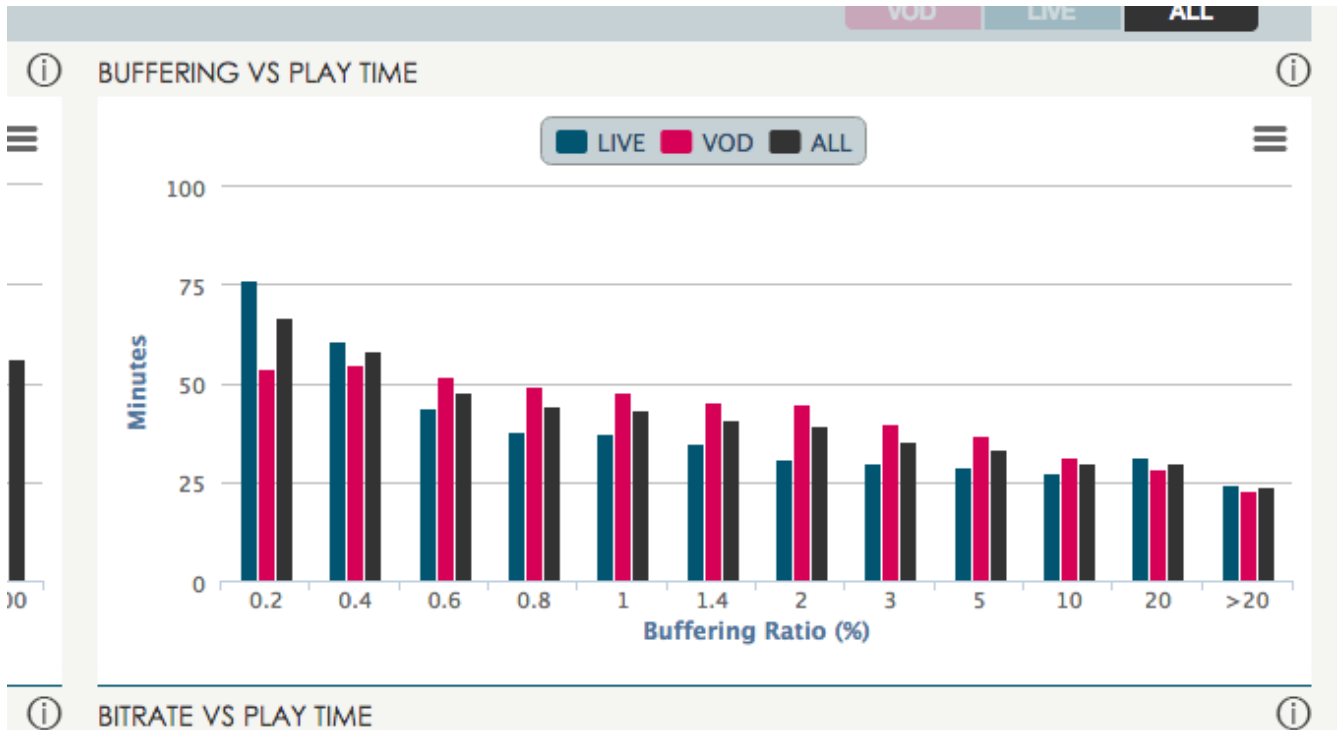 VOD LIVE ALL
BUFFERING VS PLAY TIME
LIVE VOD ALL
100
75
50
25
0
Minutes
0.2 0.4 0.6 0.8 1 1.4 2 3 5 10 20 >20
Buffering Ratio (%)
BITRATE VS PLAY TIME